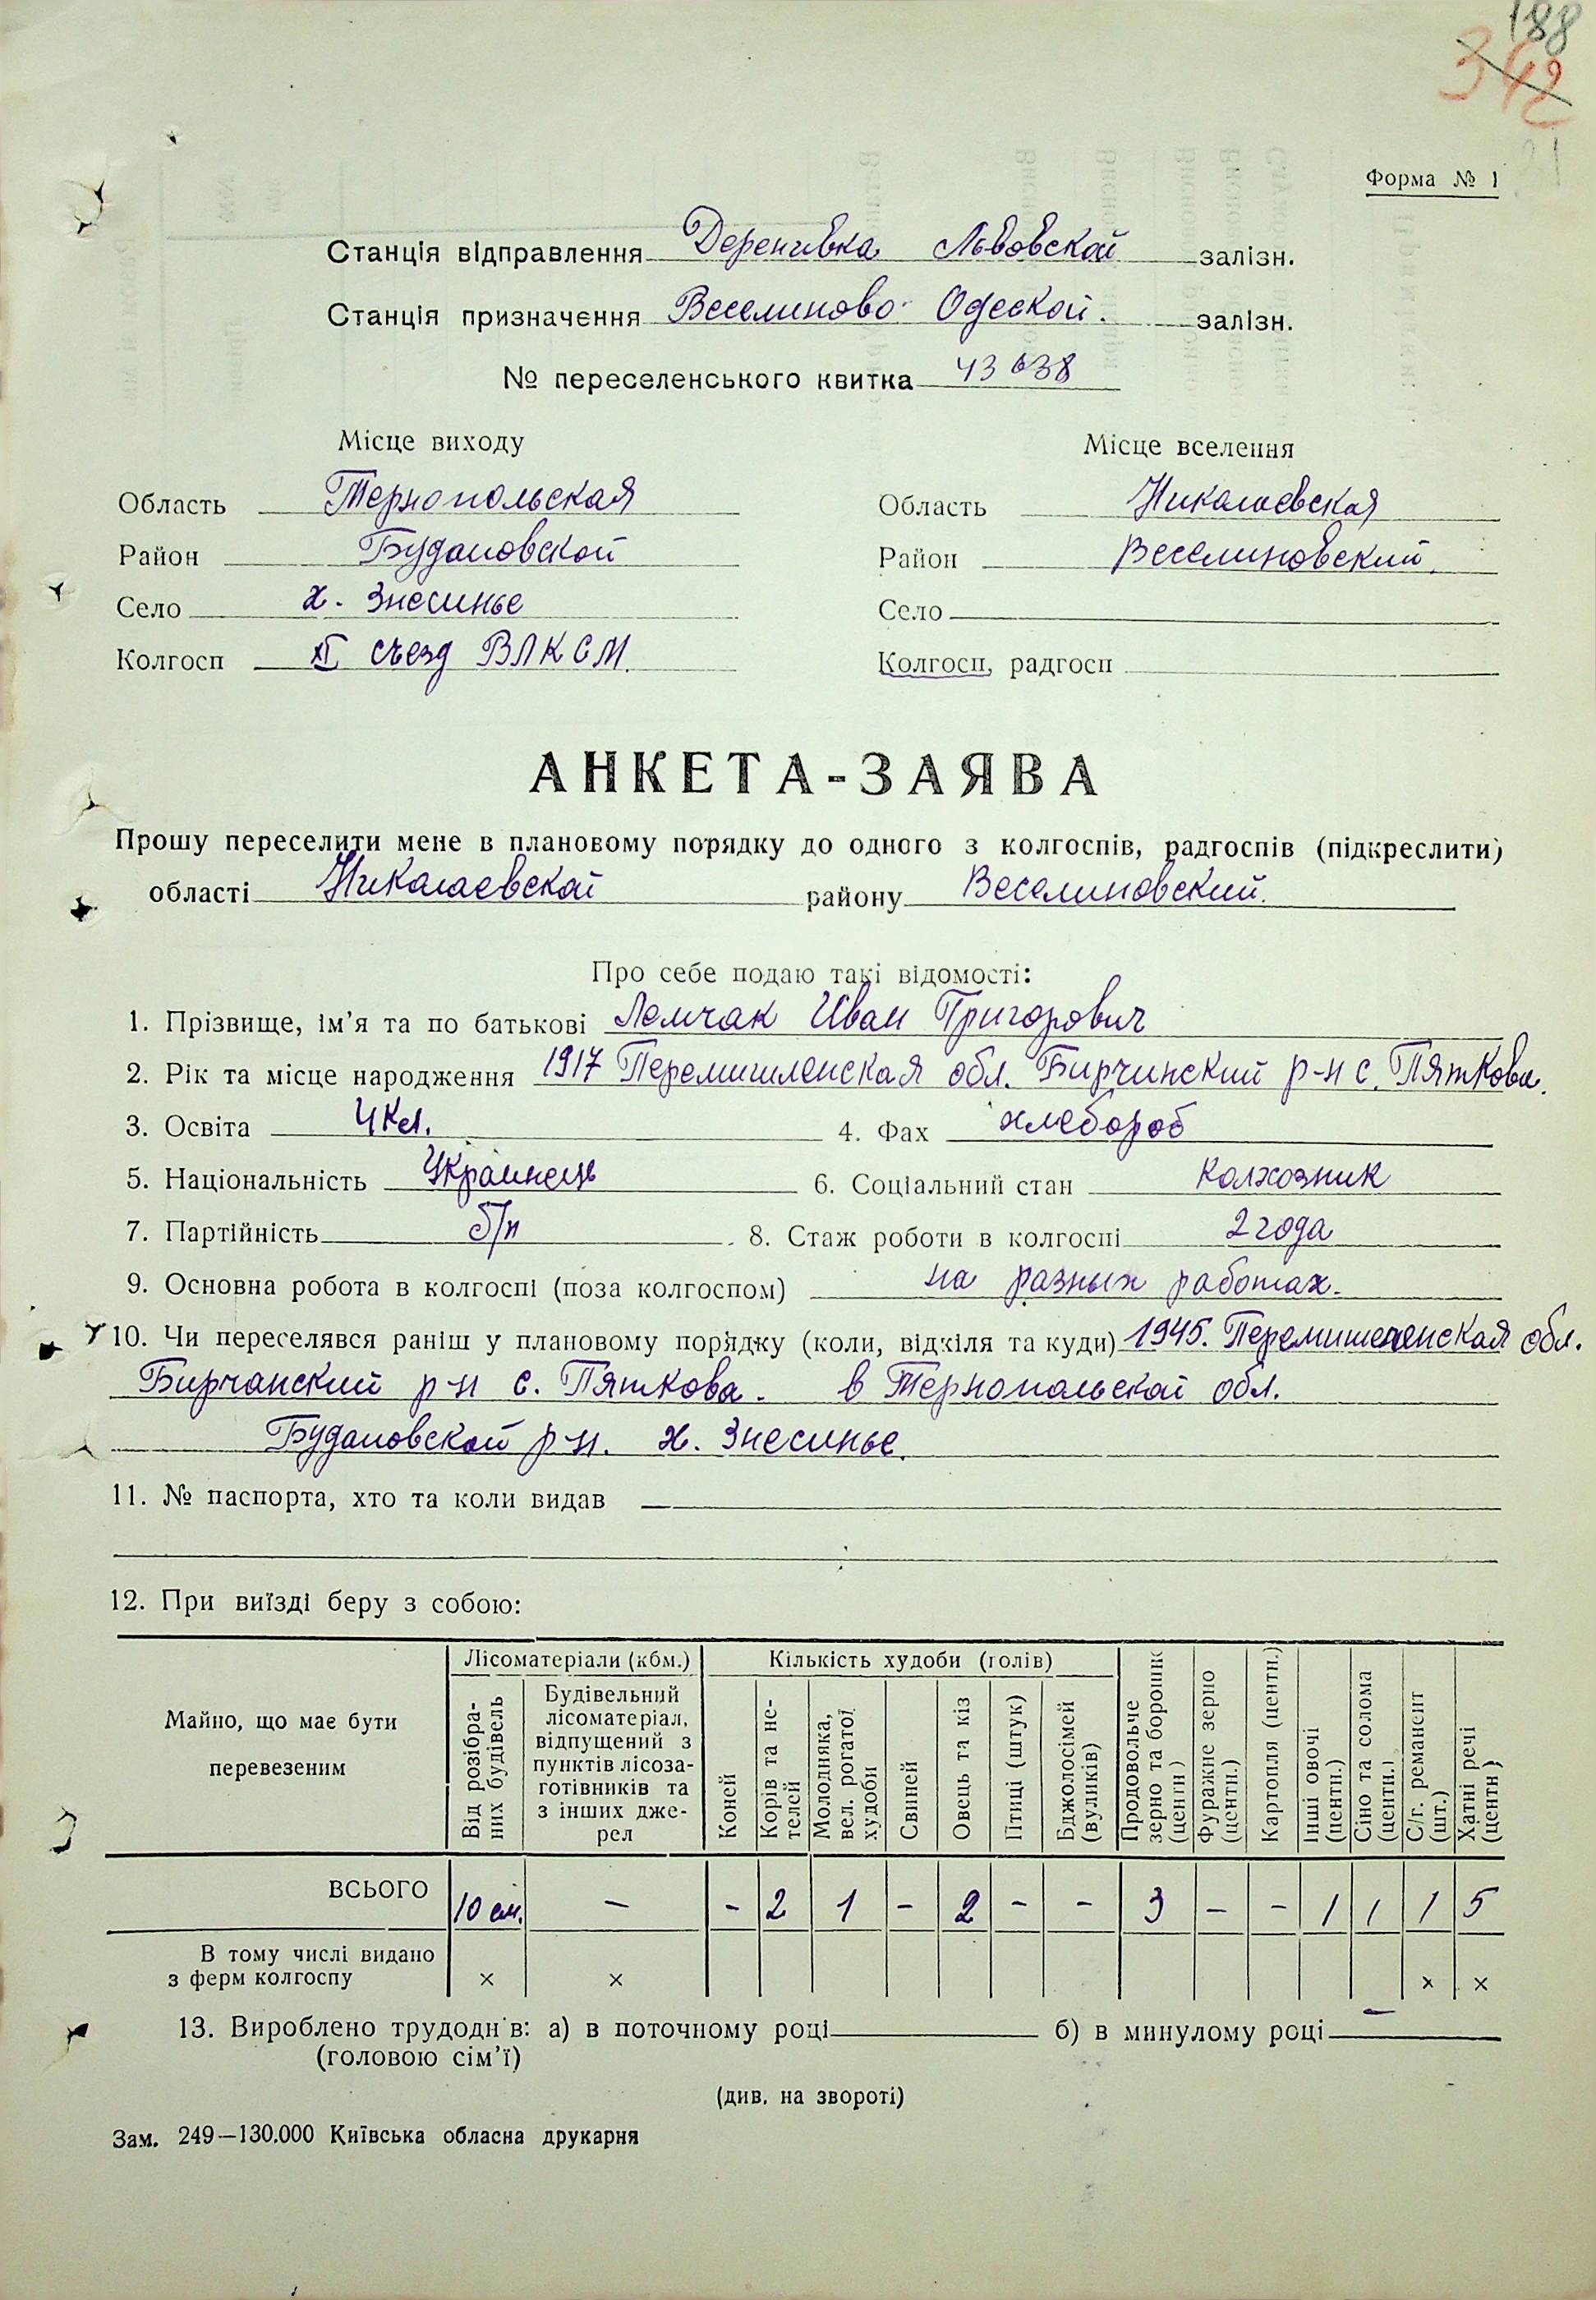 188
342
Форма № 1
Станція відправлення Деренивка Львовской залізн.
Станція призначення Веселиново Одеской. залізн.
№ переселенського квитка 43638
Місце виходу
Місце вселення
Область Тернопольская
Область Николаевская
Район Будановской
Район Веселиновский.
Село х. Знесинье
Село
Колгосп XI съезд ВЛКСМ.
Колгосп, радгосп
АНКЕТА-ЗАЯВА
Прошу переселити мене в плановому порядку до одного з колгоспів, радгоспів (підкреслити)
області Николаевской району Веселиновский.
Про себе подаю такі відомості:
1. Прізвище, ім’я та по батькові Лемчак Иван Григорович
2. Рік та місце народження 1917 Перемишленская обл. Бирчинский р-н с. Пяткова.
3. Освіта 4 кл. 4. Фах хлебороб
5. Національність Украинець 6. Соціальний стан колхозник
7. Партійність б/п 8. Стаж роботи в колгоспі 2 года
9. Основна робота в колгоспі (поза колгоспом) на разных работах.
10. Чи переселявся раніш у плановому порядку (коли, відкіля та куди) 1945. Перемишленская обл.
Бирчанский р-н с. Пяткова. в Тернопольской обл.
Будановской р-н. х. Знесинье.
11. № паспорта, хто та коли видав
12. При виїзді беру з собою:
Майно, що має бути перевезеним
Лісоматеріали (кбм.)
Кількість худоби (голів)
Від розібраних будівель
Будівельний лісоматеріал, відпущений з пунктів лісозаготівників та з інших джерел
Коней
Корів та нетелей
Молодняка, вел. рогатої худоби
Свиней
Овець та кіз
Птиці (штук)
Бджолосімей (вуликів)
Продовольче зерно та борошно (центн)
Фуражне зерно (центн.)
Картопля (центн.)
Інші овочі (центн.)
Сіно та солома (центн.)
С/г. реманент (шт.)
Хатні речі (центн)
ВСЬОГО 10 см. – – 2 1 – 2 – – 3 – – 1 1 1 5
В тому числі видано з ферм колгоспу × × × ×
13. Вироблено трудоднів: а) в поточному році б) в минулому році –
(головою сім’ї)
(див. на звороті)
Зам. 249—130.000 Київська обласна друкарня